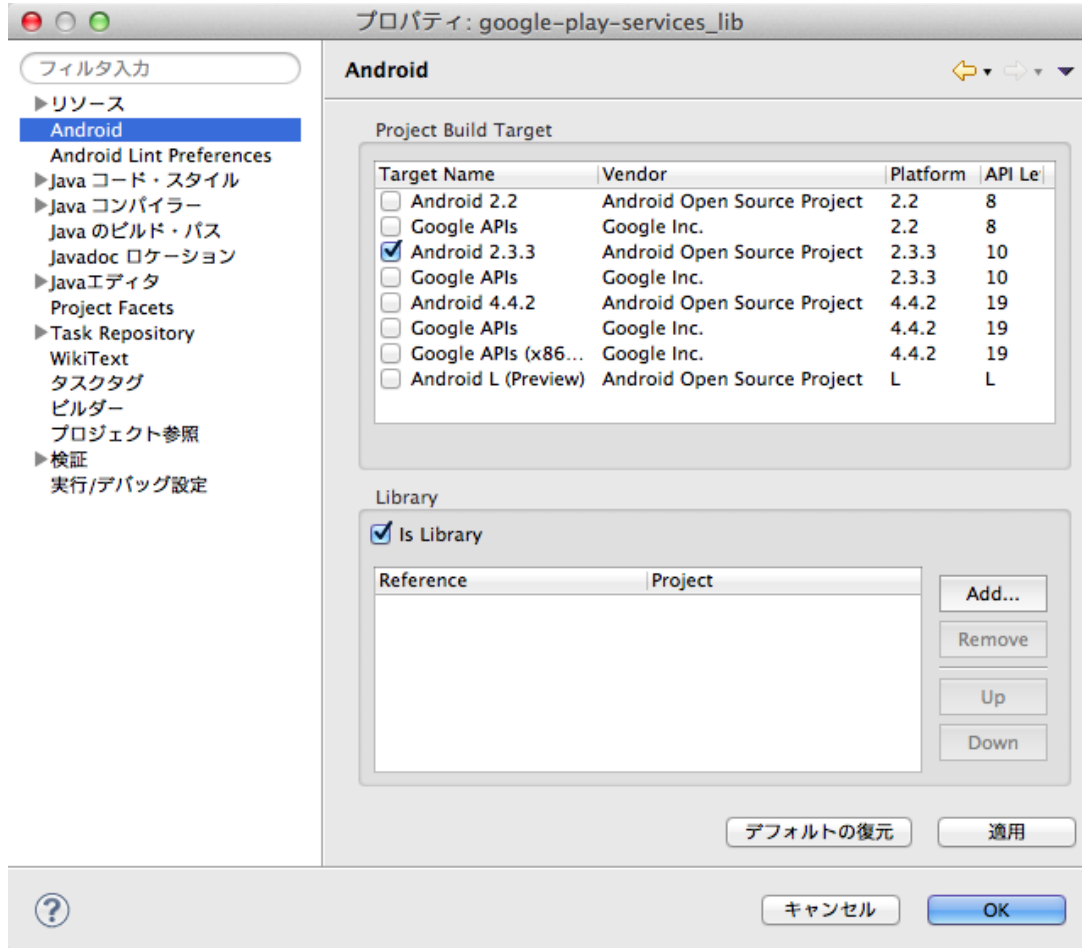 プロパティ: google-play-services_lib
フィルタ入力
リソース
Android
Android Lint Preferences
Java コード・スタイル
Java コンパイラー
Java のビルド・パス
Javadoc ロケーション
Javaエディタ
Project Facets
Task Repository
WikiText
タスクタグ
ビルダー
プロジェクト参照
検証
実行/デバッグ設定
Android
Project Build Target
Target Name Vendor Platform API Le
Android 2.2 Android Open Source Project 2.2 8
Google APIs Google Inc. 2.2 8
Android 2.3.3 Android Open Source Project 2.3.3 10
Google APIs Google Inc. 2.3.3 10
Android 4.4.2 Android Open Source Project 4.4.2 19
Google APIs Google Inc. 4.4.2 19
Google APIs (x86... Google Inc. 4.4.2 19
Android L (Preview) Android Open Source Project L L
Library
Is Library
Reference Project
Add...
Remove
Up
Down
デフォルトの復元 適用
? キャンセル OK